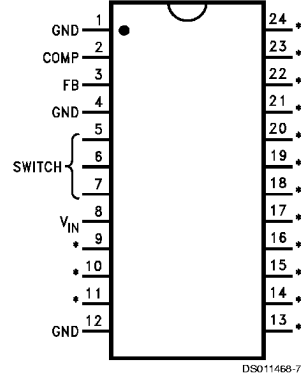 GND 1 24 *
COMP 2 23 *
FB 3 22 *
GND 4 21 *
5 20 *
SWITCH 6 19 *
7 18 *
VIN 8 17 *
* 9 16 *
* 10 15 *
* 11 14 *
GND 12 13 *
DS011468-7